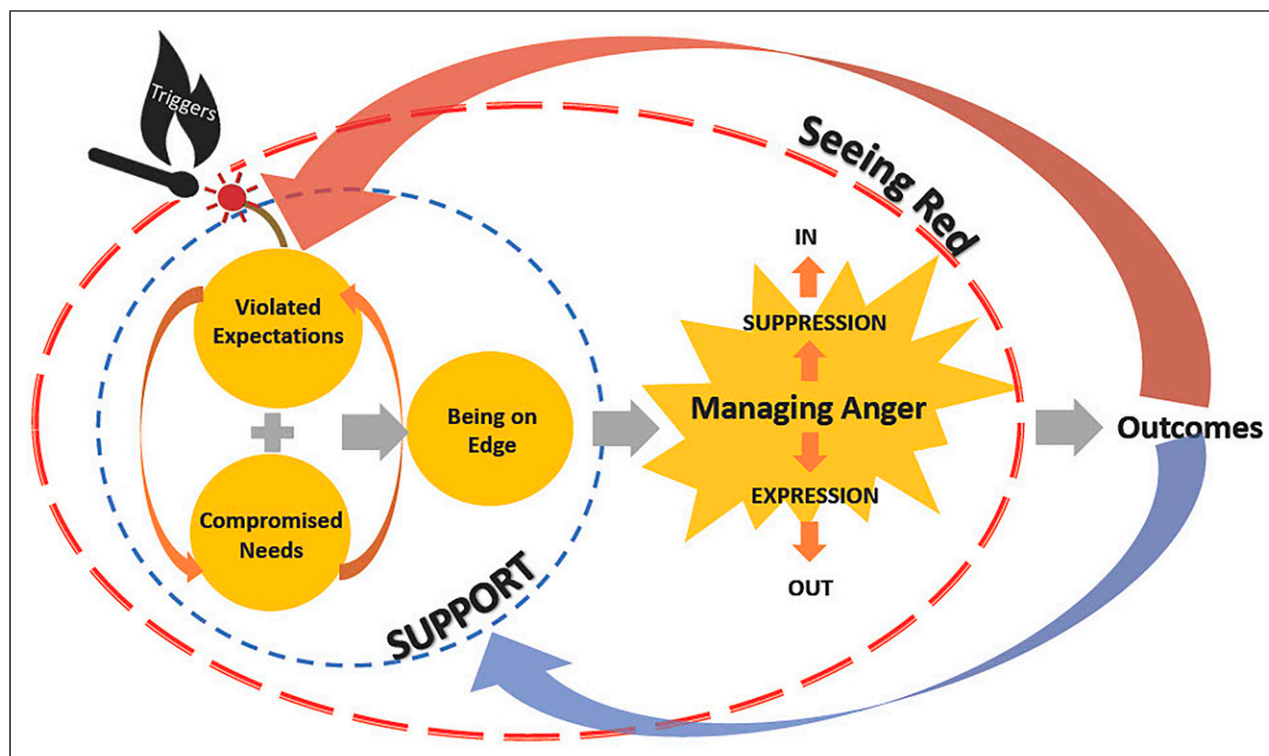 Triggers
Seeing Red
Violated
Expectations
Compromised
Needs
Being on
Edge
SUPPORT
IN
SUPPRESSION
Managing Anger
EXPRESSION
OUT
Outcomes